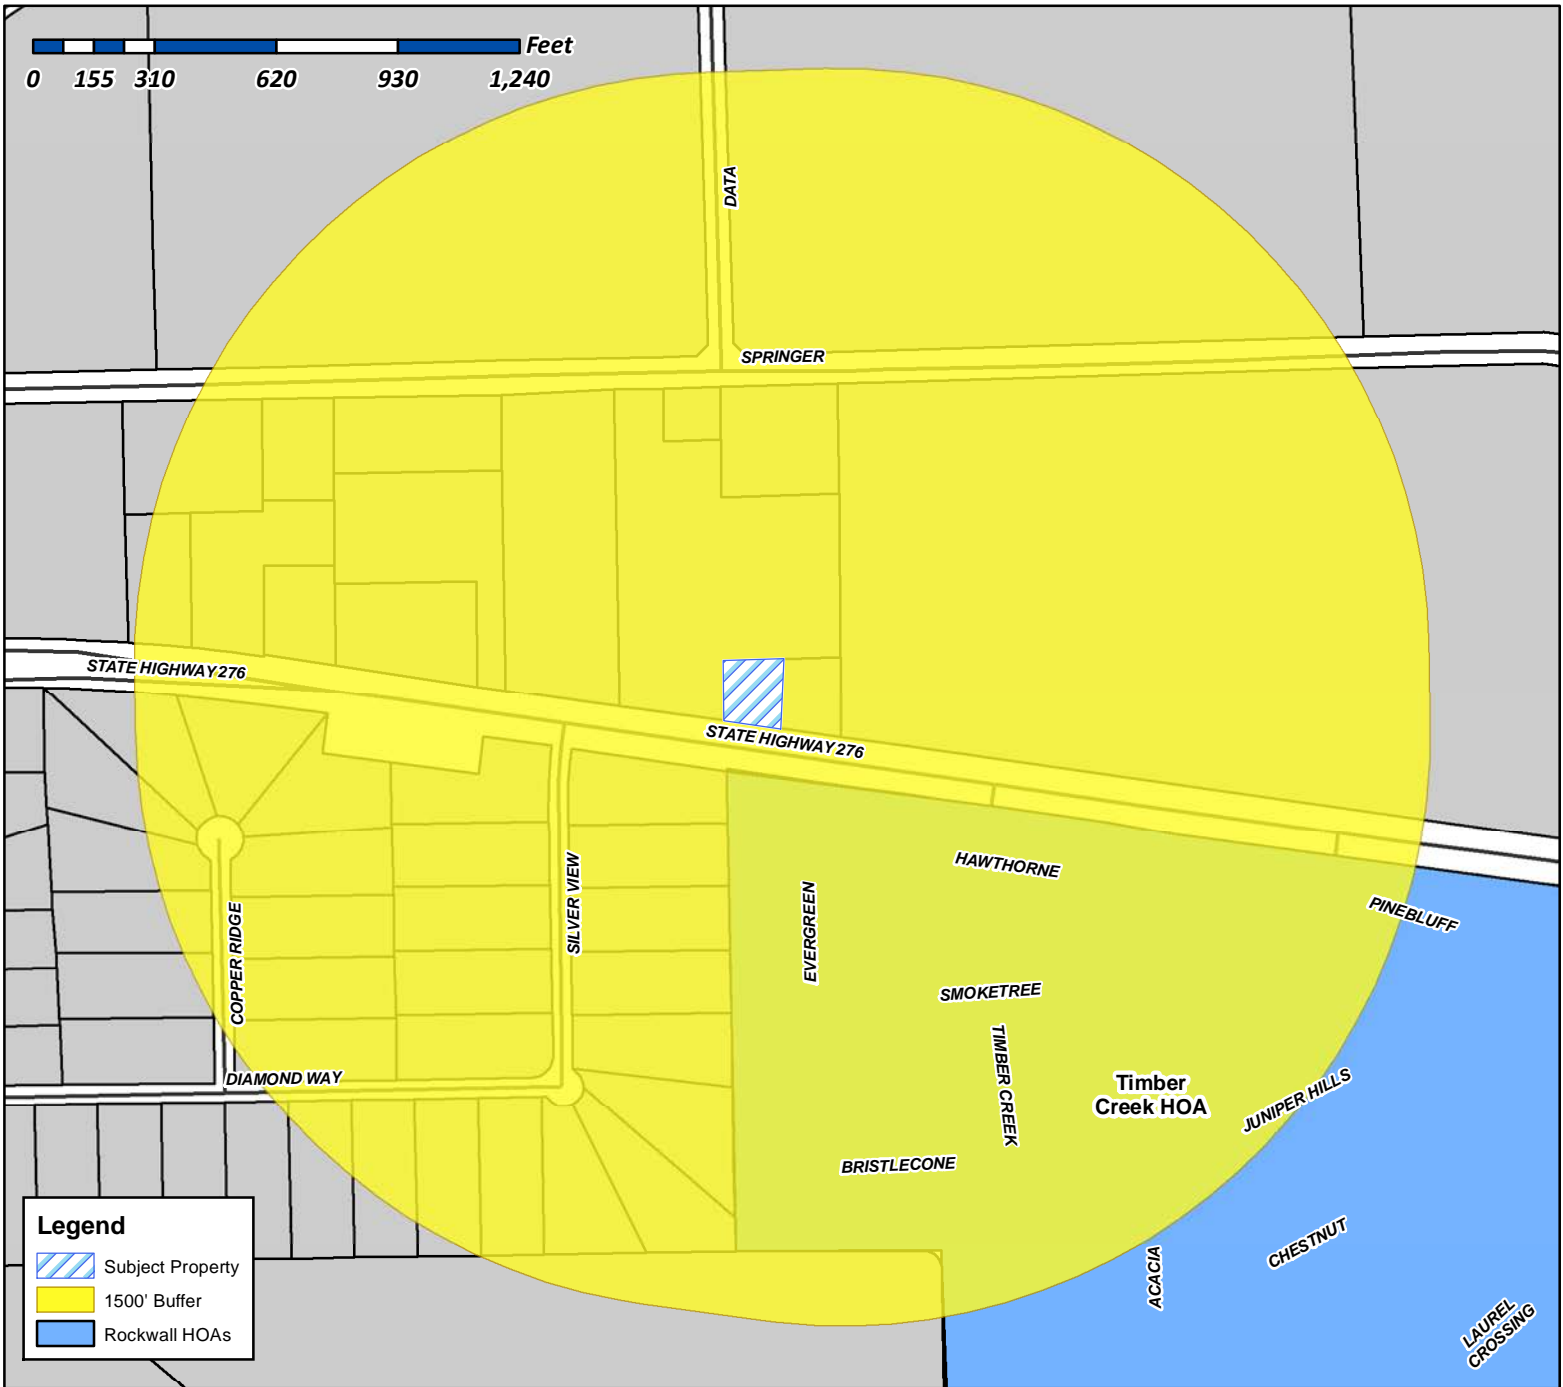 Feet
0 155 310 620 930 1,240
DATA
SPRINGER
STATE HIGHWAY 276
STATE HIGHWAY 276
HAWTHORNE
PINEBLUFF
EVERGREEN
SILVER VIEW
COPPER RIDGE
SMOKETREE
TIMBER CREEK
DIAMOND WAY
Timber
Creek HOA
JUNIPER HILLS
BRISTLECONE
ACACIA
CHESTNUT
LAUREL
CROSSING
Legend
Subject Property
1500' Buffer
Rockwall HOAs